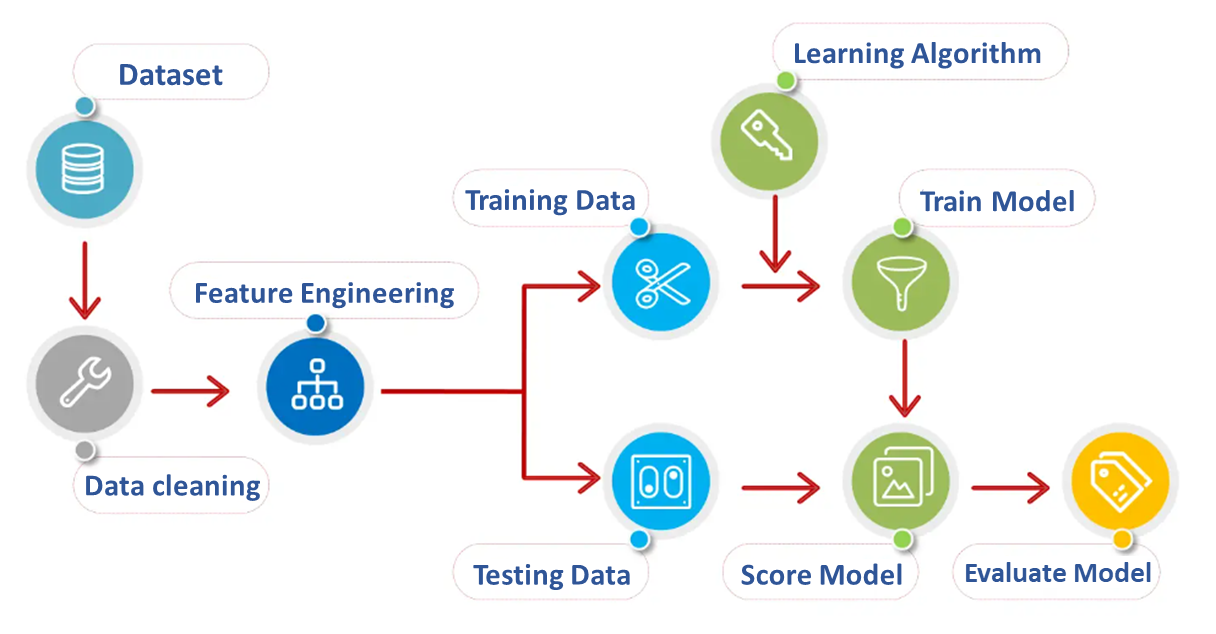 Dataset
Data cleaning
Feature Engineering
Training Data
Testing Data
Learning Algorithm
Train Model
Score Model
Evaluate Model